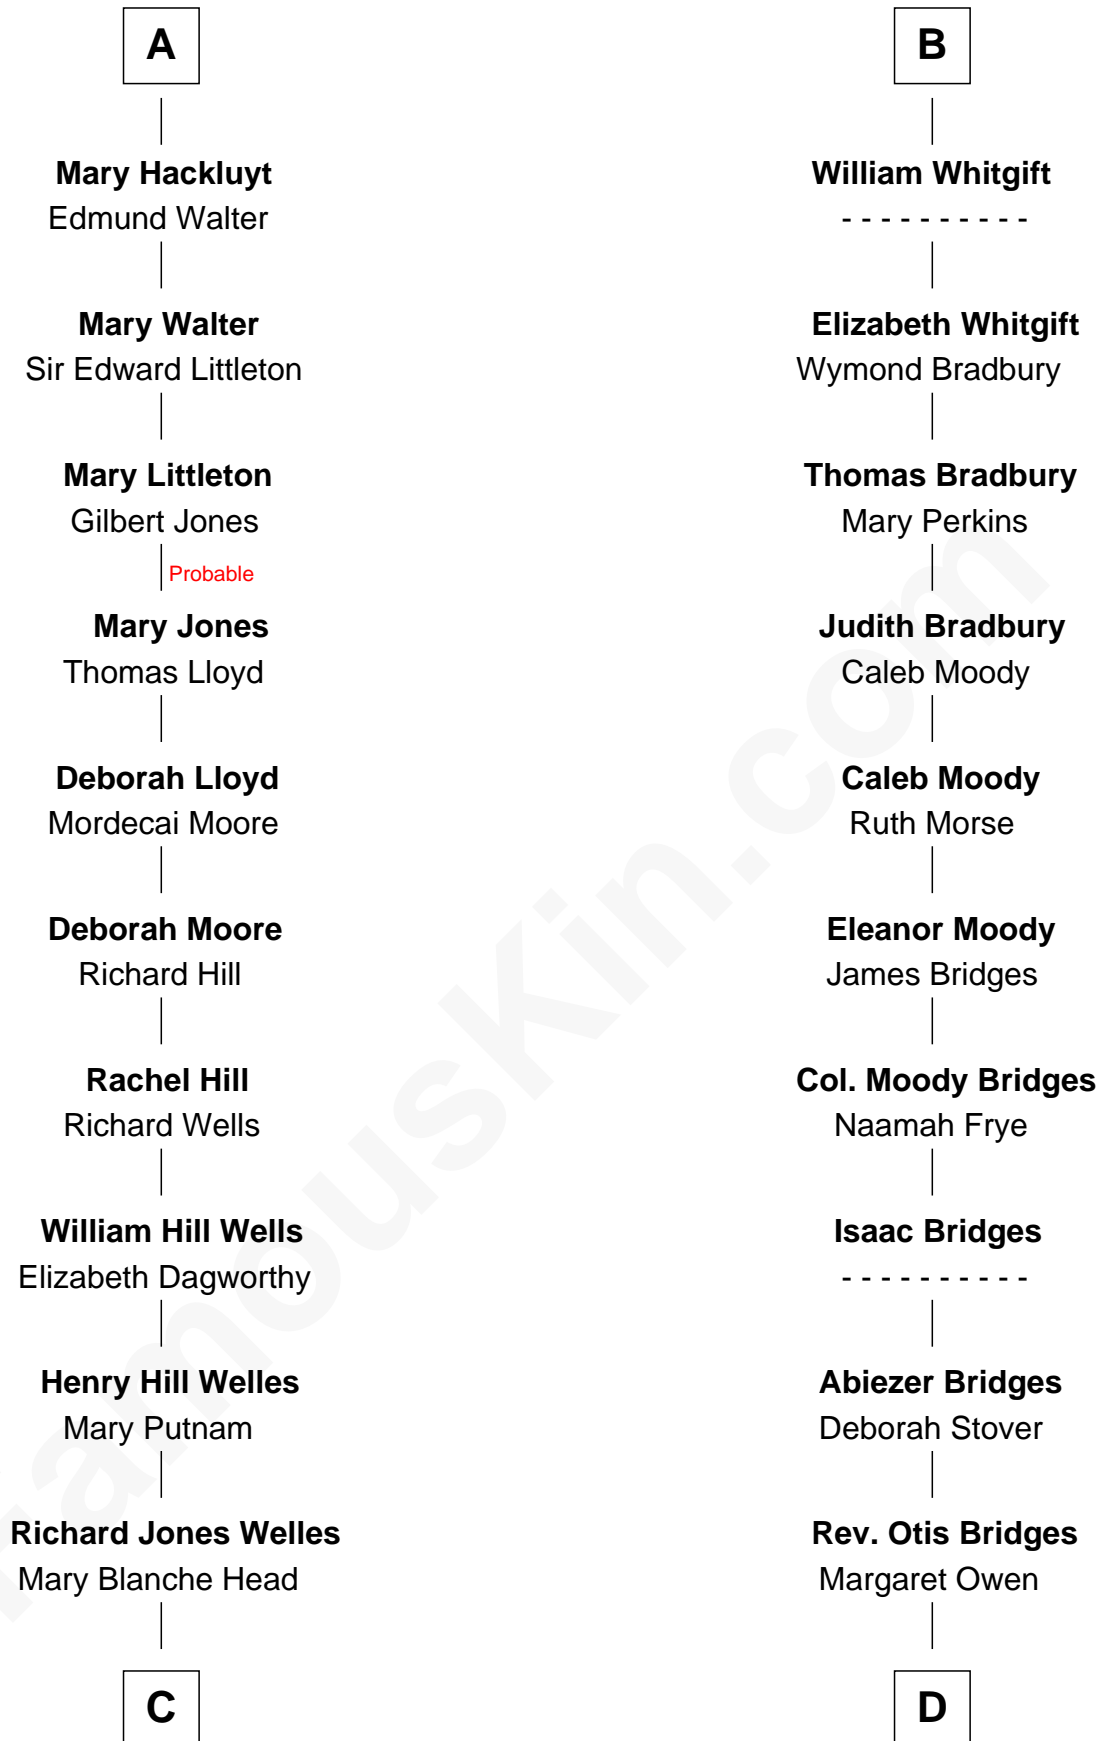 A
Mary Hackluyt
Edmund Walter
Mary Walter
Sir Edward Littleton
Mary Littleton
Gilbert Jones
Probable
Mary Jones
Thomas Lloyd
Deborah Lloyd
Mordecai Moore
Deborah Moore
Richard Hill
Rachel Hill
Richard Wells
William Hill Wells
Elizabeth Dagworthy
Henry Hill Welles
Mary Putnam
Richard Jones Welles
Mary Blanche Head
C
B
William Whitgift
- - - - - - - - - -
Elizabeth Whitgift
Wymond Bradbury
Thomas Bradbury
Mary Perkins
Judith Bradbury
Caleb Moody
Caleb Moody
Ruth Morse
Eleanor Moody
James Bridges
Col. Moody Bridges
Naamah Frye
Isaac Bridges
- - - - - - - - - -
Abiezer Bridges
Deborah Stover
Rev. Otis Bridges
Margaret Owen
D
FamousKin.com